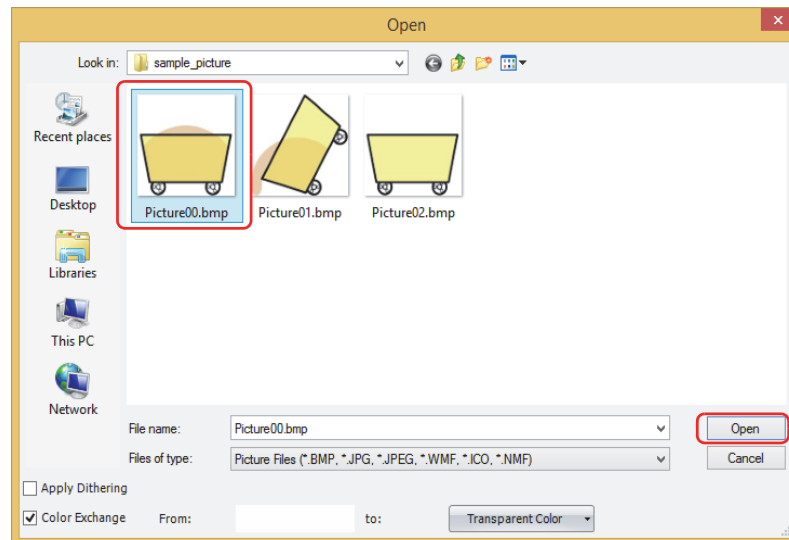 Open
Look in: sample_picture
Recent places
Desktop
Libraries
This PC
Network
Picture00.bmp Picture01.bmp Picture02.bmp
File name: Picture00.bmp Open
Files of type: Picture Files (*.BMP, *.JPG, *.JPEG, *.WMF, *.ICO, *.NMF) Cancel
Apply Dithering
Color Exchange From: to: Transparent Color